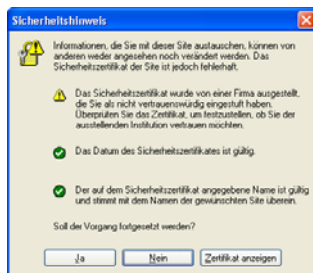 Sicherheitshinweis
Informationen, die Sie mit dieser Site austauschen, können von
anderen weder angesehen noch verändert werden. Das
Sicherheitszertifikat der Site ist jedoch fehlerhaft.
Das Sicherheitszertifikat wurde von einer Firma ausgestellt,
die Sie als nicht vertrauenswürdig eingestuft haben.
Überprüfen Sie das Zertifikat, um festzustellen, ob Sie der
ausstellenden Institution vertrauen möchten.
Das Datum des Sicherheitszertifikates ist gültig.
Der auf dem Sicherheitszertifikat angegebene Name ist gültig
und stimmt mit dem Namen der gewünschten Site überein.
Soll der Vorgang fortgesetzt werden?
Ja Nein Zertifikat anzeigen